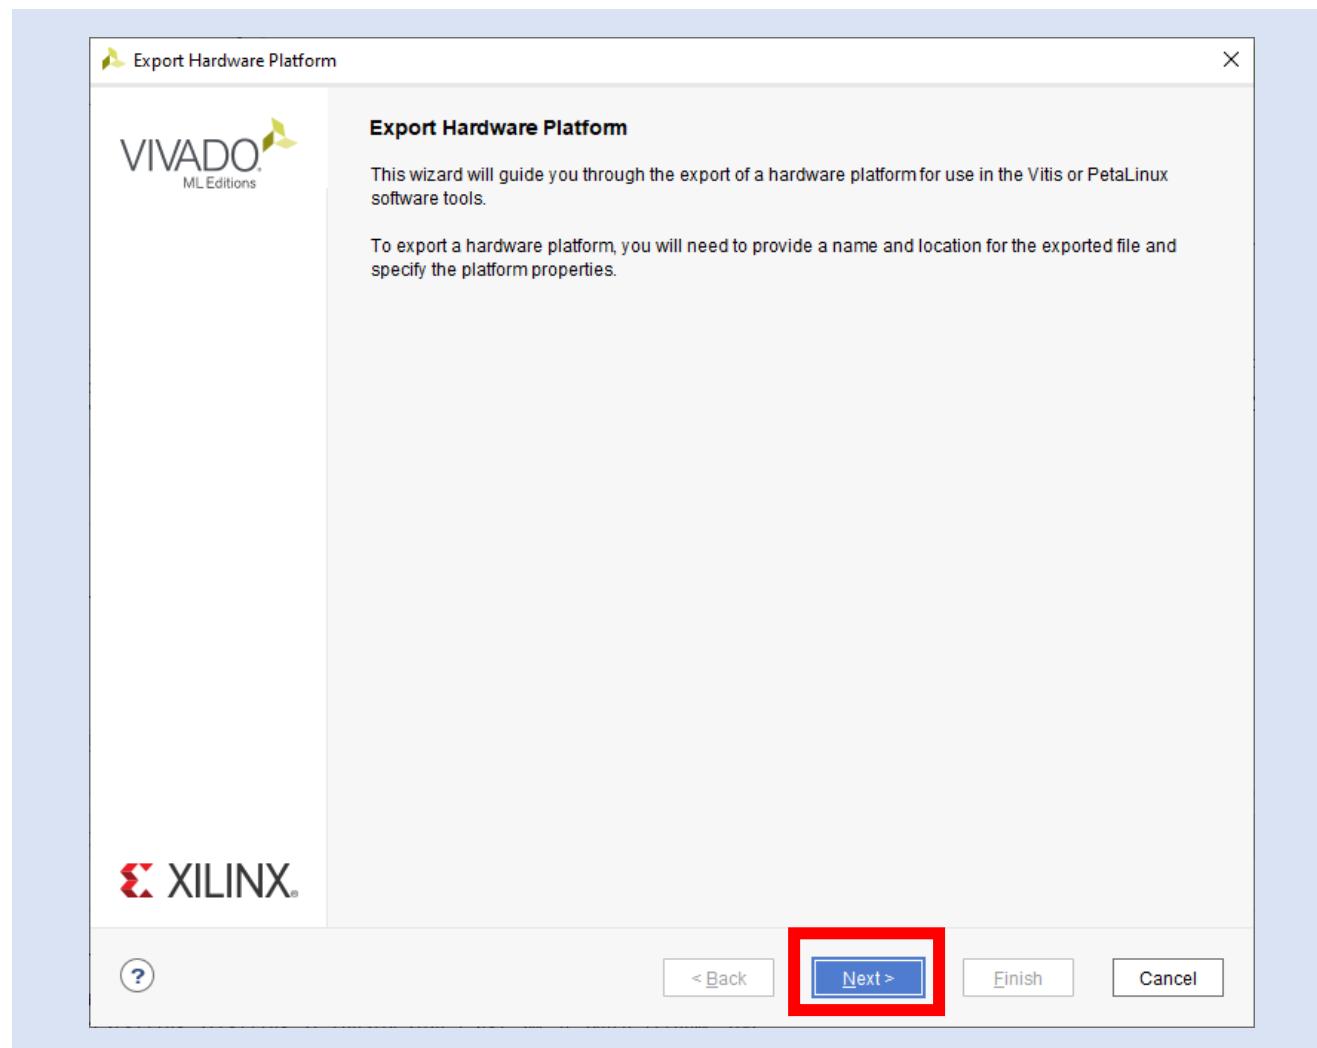 Export Hardware Platform
VIVADO.
ML Editions
Export Hardware Platform
This wizard will guide you through the export of a hardware platform for use in the Vitis or PetaLinux
software tools.
To export a hardware platform, you will need to provide a name and location for the exported file and
specify the platform properties.
XILINX®
?
< Back
Next >
Finish
Cancel